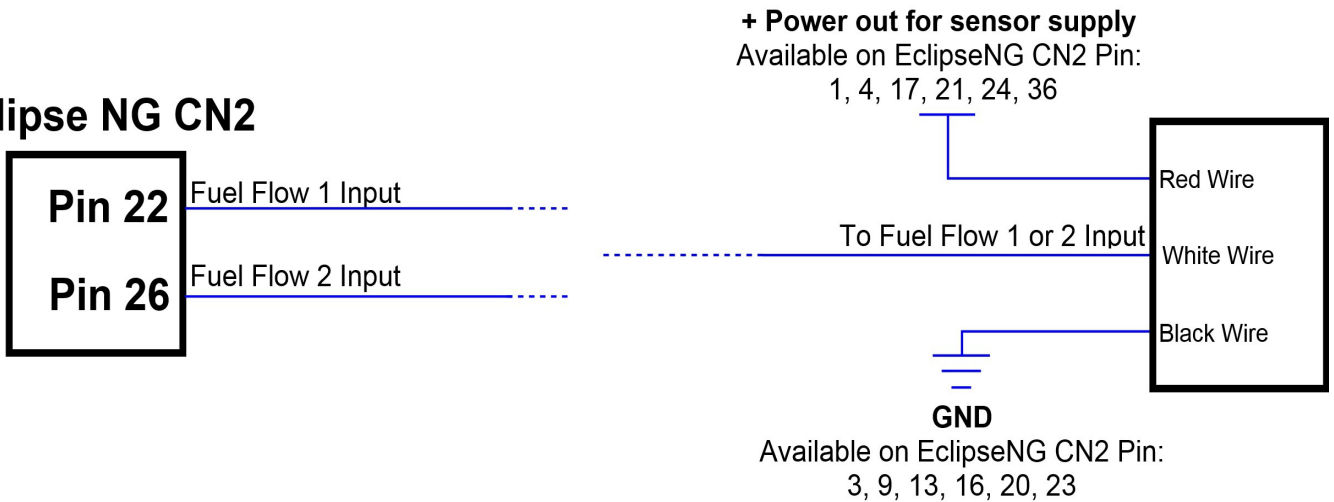 + Power out for sensor supply
Available on EclipseNG CN2 Pin:
1, 4, 17, 21, 24, 36
lipse NG CN2
Pin 22
Fuel Flow 1 Input
Pin 26
Fuel Flow 2 Input
Red Wire
To Fuel Flow 1 or 2 Input
White Wire
Black Wire
GND
Available on EclipseNG CN2 Pin:
3, 9, 13, 16, 20, 23